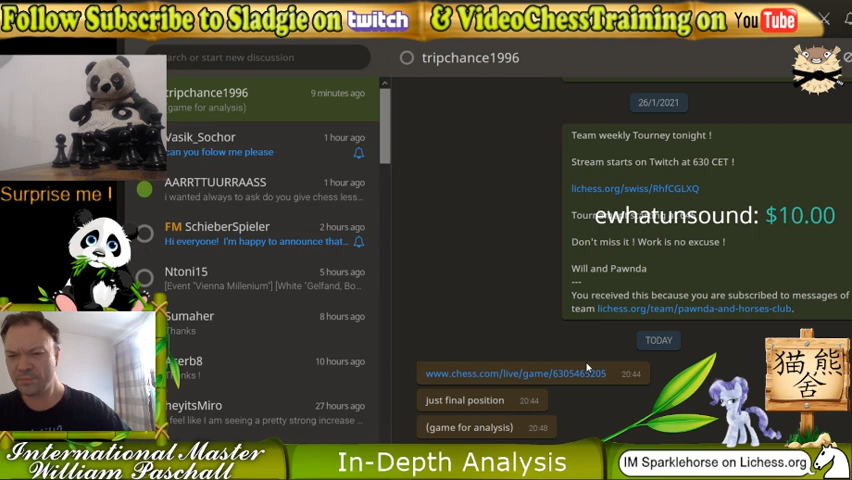 Follow Subscribe to Sladgie on twitch & VideoChessTraining on YouTube
Search or start new discussion
tripchance1996
tripchance1996
9 minutes ago
(game for analysis)
Vasik_Sochor
1 hour ago
can you folow me please
AARRTTUURRAASS
1 hour ago
i wanted always to ask do you give chess less...
FM SchieberSpieler
2 hours ago
Hi everyone! I'm happy to announce that...
Ntoni15
5 hours ago
[Event "Vienna Millenium"] [White "Gelfand, Bo...
Sumaher
8 hours ago
Thanks
Azerb8
10 hours ago
Thanks !
heyitsMiro
27 hours ago
I feel like I am seeing a pretty strong increase ...
Surprise me !
26/1/2021
Team weekly Tourney tonight !
Stream starts on Twitch at 630 CET !
lichess.org/swiss/RhfCGLXQ
ewhatunsound: $10.00
Don't miss it ! Work is no excuse !
Will and Pawnda
---
You received this because you are subscribed to messages of
team lichess.org/team/pawnda-and-horses-club.
TODAY
www.chess.com/live/game/6305465205 20:44
just final position 20:44
(game for analysis) 20:48
猫熊
舍
International Master
William Paschall
In-Depth Analysis
IM Sparklehorse on Lichess.org